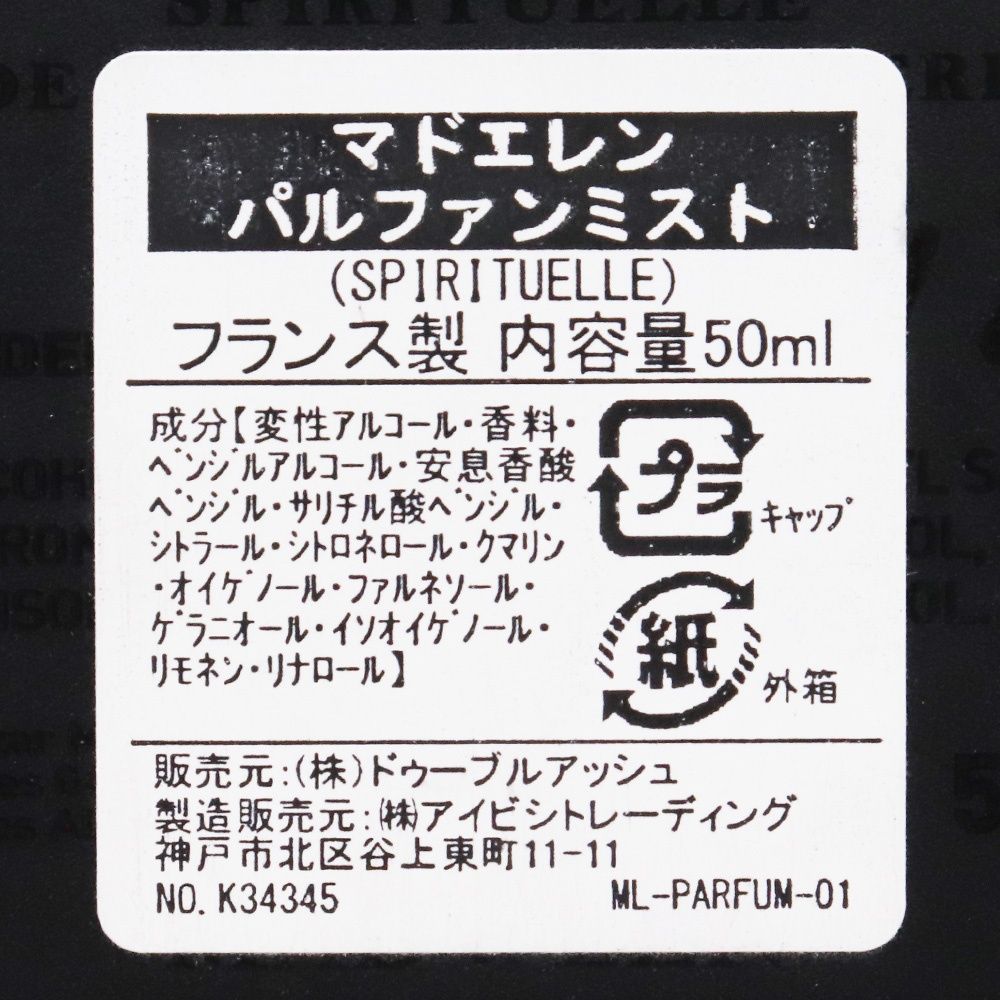 SPIRITUELLE
マドエレン
パルファンミスト
(SPIRITUELLE)
フランス製 内容量50ml
成分【変性アルコール・香料・
ベンジルアルコール・安息香酸
ベンジル・サリチル酸ベンジル・
シトラール・シトロネロール・クマリン
・オイゲノール・ファルネソール・
ゲラニオール・イソオイゲノール・
リモネン・リナロール】
プラ
キャップ
紙
外箱
販売元:(株)ドゥーブルアッシュ
製造販売元:㈱アイビシトレーディング
神戸市北区谷上東町11-11
NO. K34345 ML-PARFUM-01